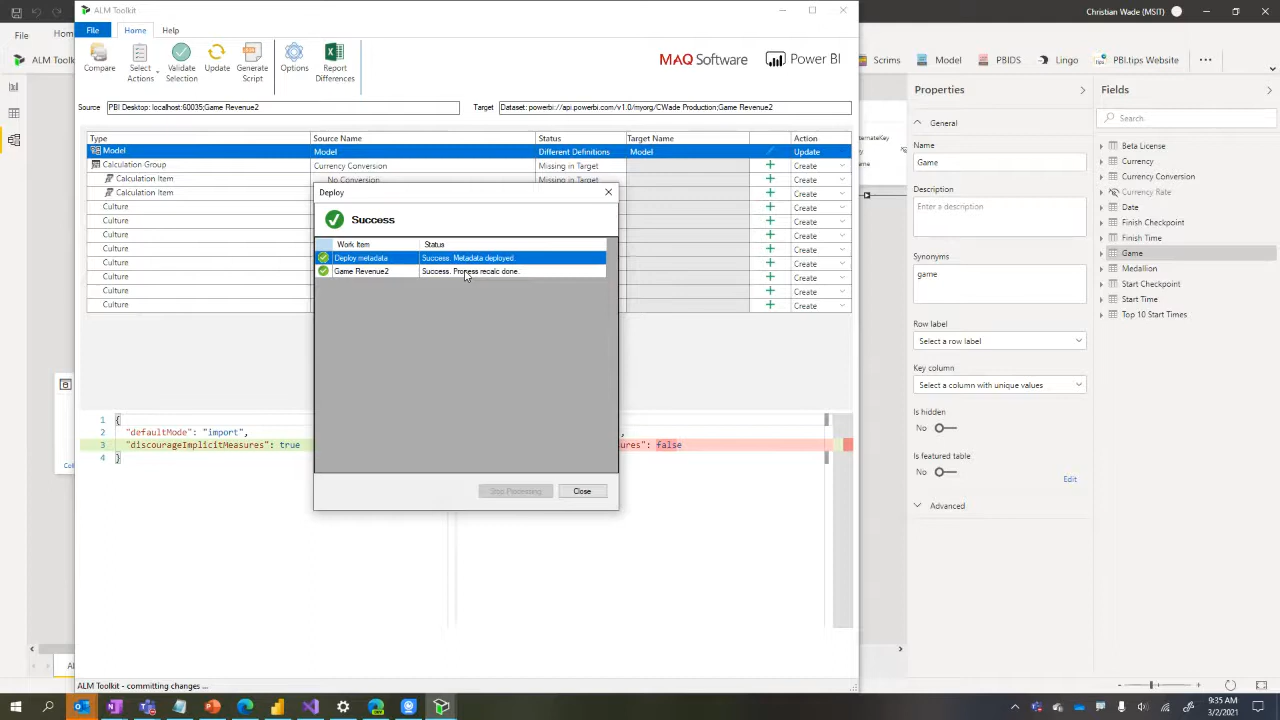 ALM Toolkit
Christian Wade (MSIT)
File
Home
Help
File
Hom
ALM Toolk
Compare
Select
Actions
Validate
Selection
Update
Generate
Script
Options
Report
Differences
MAQ Software
Power BI
Scrims
Model
PBIDS
Lingo
PBI.tips Website
Source
PBI Desktop: localhost:60035;Game Revenue2
Target
Dataset: powerbi://api.powerbi.com/v1.0/myorg/CWade Production;Game Revenue2
Type
Source Name
Status
Target Name
Action
Model
Model
Different Definitions
Model
Update
Calculation Group
Currency Conversion
Missing in Target
Create
Calculation Item
No Conversion
Missing in Target
Create
Calculation Item
Create
Culture
Create
Culture
Create
Culture
Create
Culture
Create
Culture
Create
Culture
Create
Culture
Create
Culture
Create
Deploy
Success
Work Item
Status
Deploy metadata
Success. Metadata deployed.
Game Revenue2
Success. Process recalc done.
Stop Processing
Close
1 {
2 "defaultMode": "import",
3 "discourageImplicitMeasures": true
4 }
ures": false
ALM Toolkit - committing changes ...
Properties
General
Name
Game
Description
Enter a description
Synonyms
game
Row label
Select a row label
Key column
Select a column with unique values
Is hidden
No
Is featured table
No
Edit
Advanced
Fields
Search
Beta License
Currency
Currency Conversion
Currency Rate
Date
Finish Checkpoint
Finish Time
Game
Medallion
Start Checkpoint
Start Time
Top 10 Start Times
9:35 AM
3/2/2021